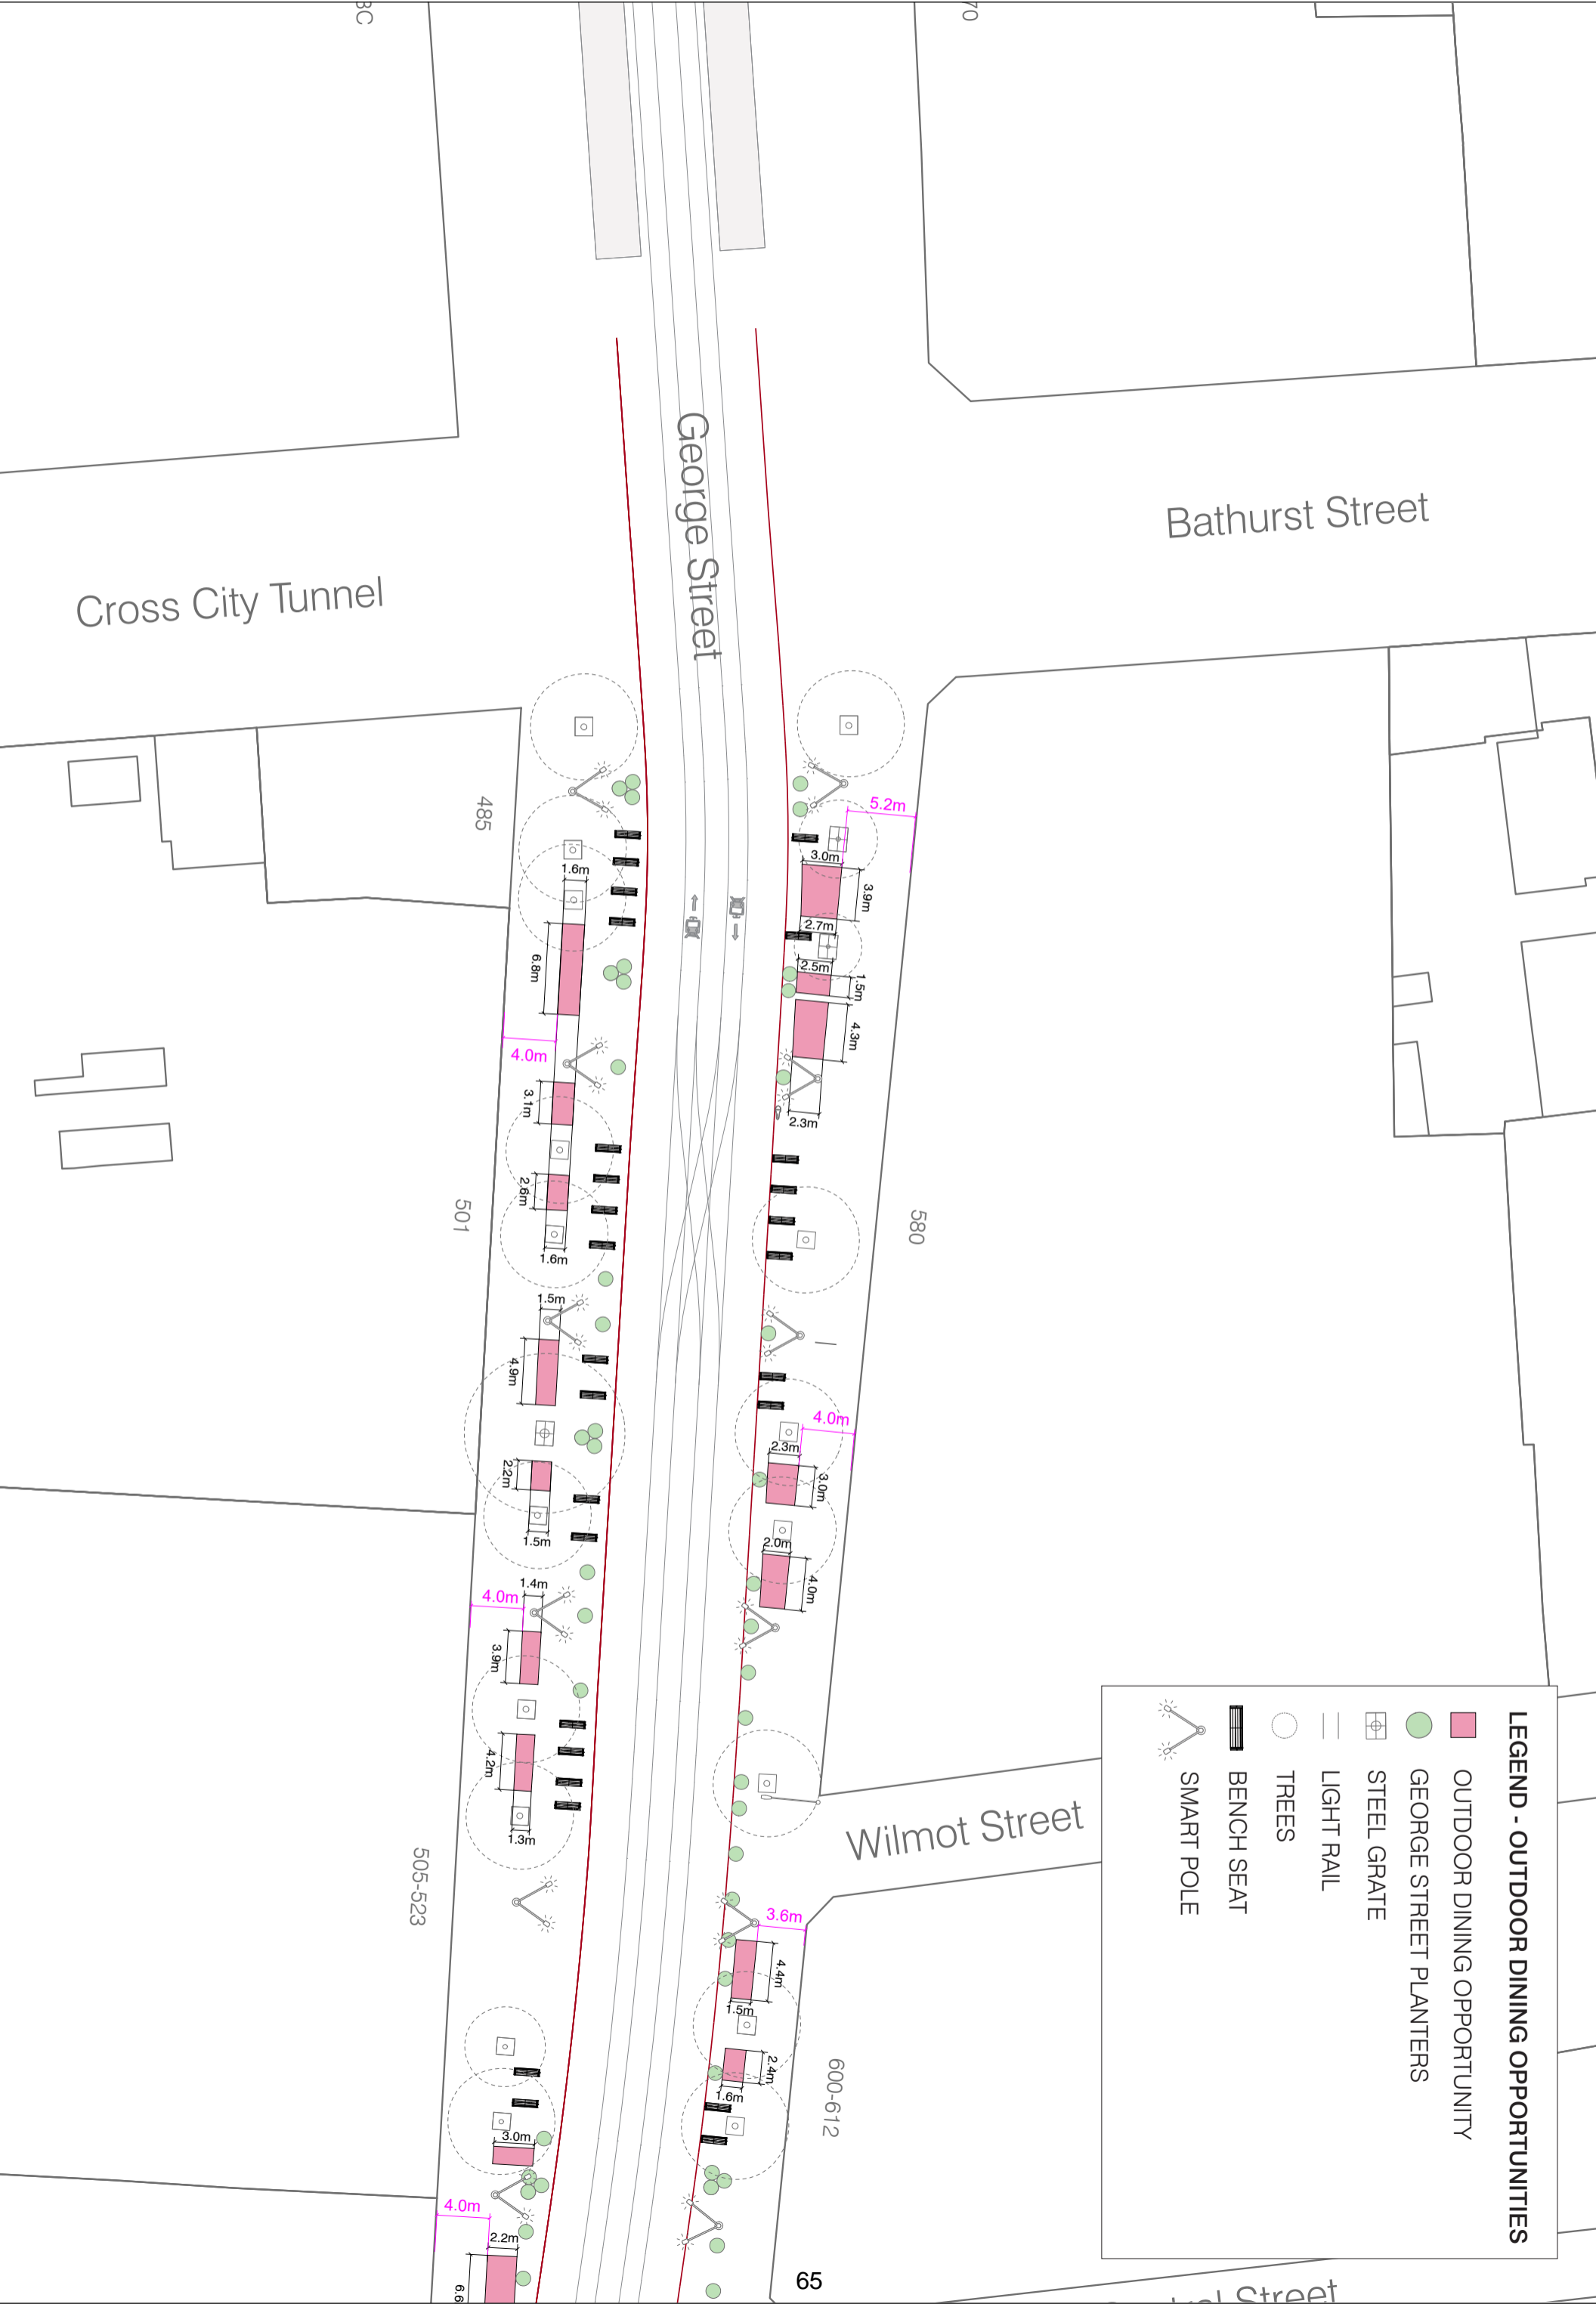 George Street
Bathurst Street
Cross City Tunnel
485
5.2m
3.0m
3.9m
2.7m
2.5m
1.5m
4.3m
2.3m
1.6m
6.8m
4.0m
3.1m
2.6m
1.6m
501
580
1.5m
4.9m
2.2m
1.5m
4.0m
2.3m
3.0m
2.0m
4.0m
1.4m
4.0m
3.9m
4.2m
1.3m
505-523
Wilmot Street
3.6m
4.4m
1.5m
2.4m
1.6m
600-612
3.0m
4.0m
2.2m
6.6
LEGEND - OUTDOOR DINING OPPORTUNITIES
OUTDOOR DINING OPPORTUNITY
GEORGE STREET PLANTERS
STEEL GRATE
LIGHT RAIL
TREES
BENCH SEAT
SMART POLE
65
Street